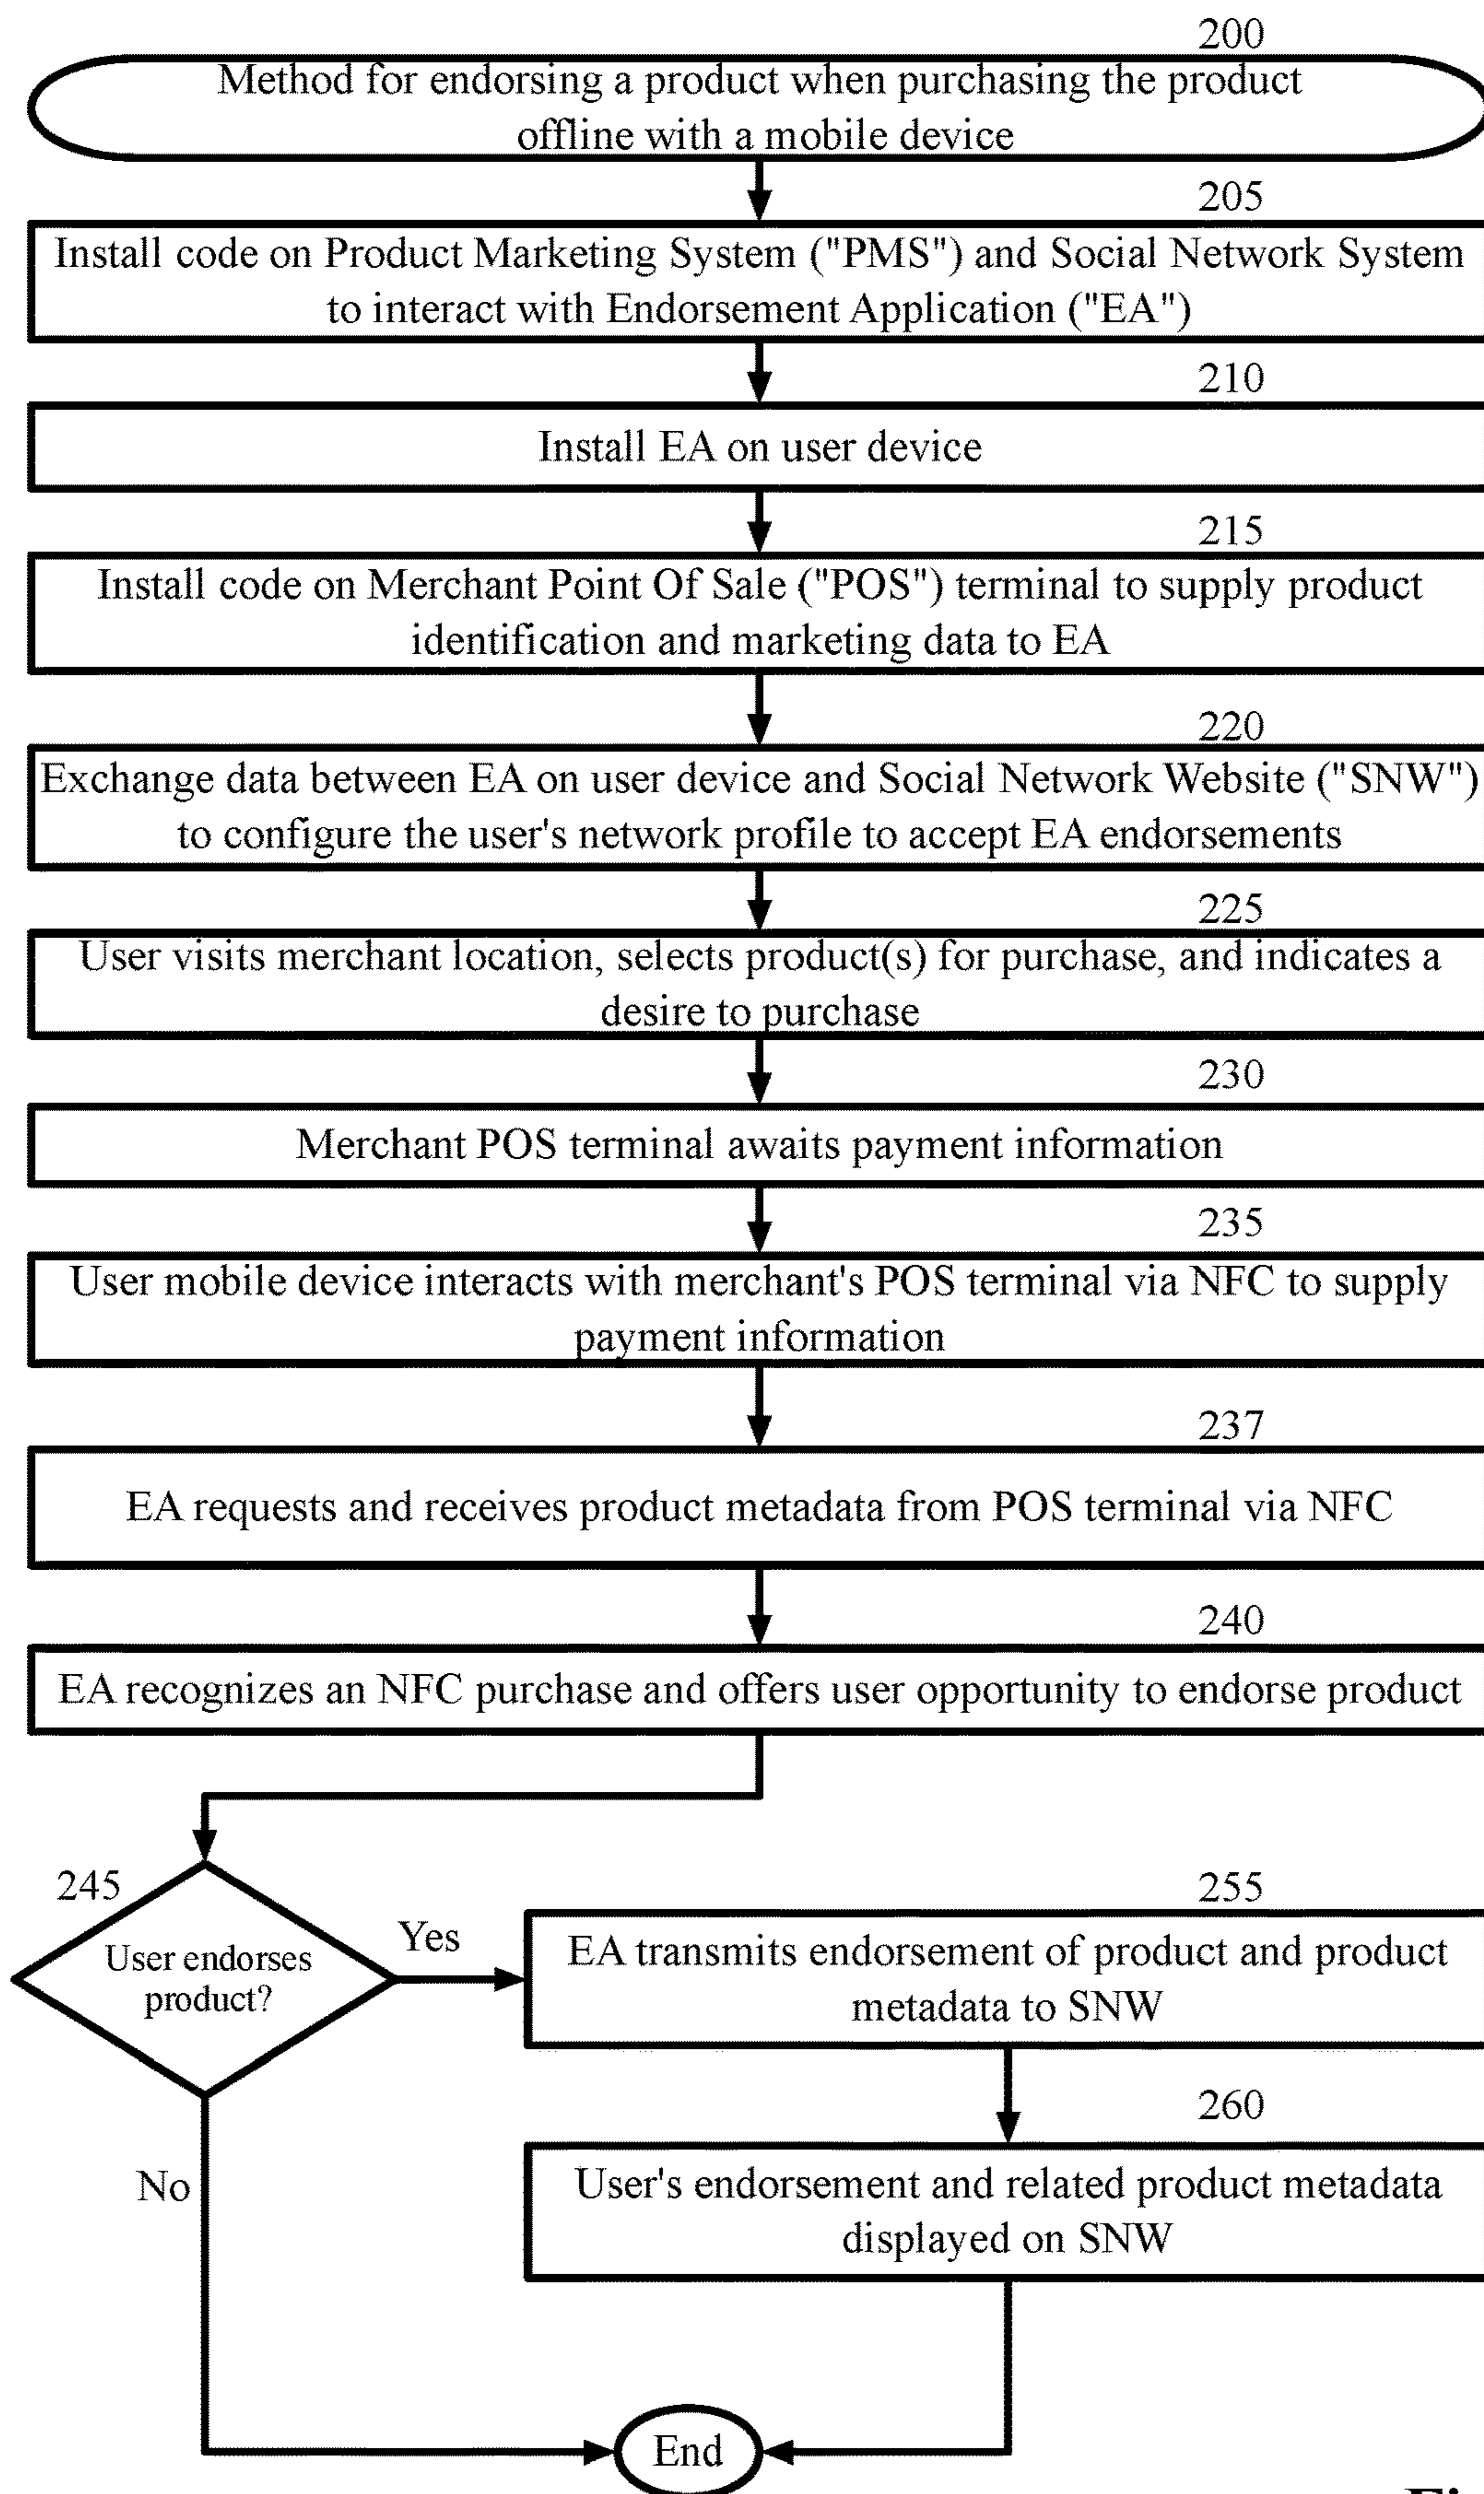 200
Method for endorsing a product when purchasing the product
offline with a mobile device
205
Install code on Product Marketing System ("PMS") and Social Network System
to interact with Endorsement Application ("EA")
210
Install EA on user device
215
Install code on Merchant Point Of Sale ("POS") terminal to supply product
identification and marketing data to EA
220
Exchange data between EA on user device and Social Network Website ("SNW")
to configure the user's network profile to accept EA endorsements
225
User visits merchant location, selects product(s) for purchase, and indicates a
desire to purchase
230
Merchant POS terminal awaits payment information
235
User mobile device interacts with merchant's POS terminal via NFC to supply
payment information
237
EA requests and receives product metadata from POS terminal via NFC
240
EA recognizes an NFC purchase and offers user opportunity to endorse product
245
User endorses
product?
Yes
255
EA transmits endorsement of product and product
metadata to SNW
260
User's endorsement and related product metadata
displayed on SNW
No
End